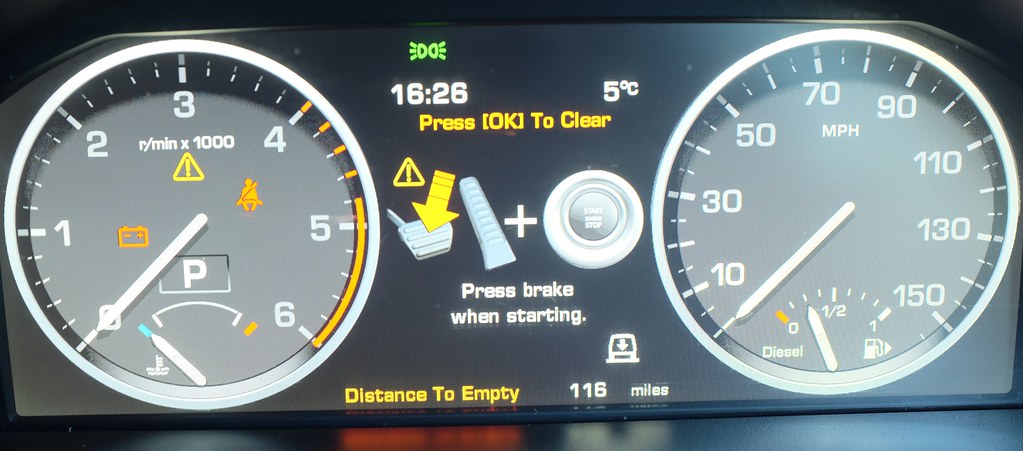 16:26
5°C
Press [OK] To Clear
r/min x 1000
0
1
2
3
4
5
6
P
START
ENGINE
STOP
Press brake
when starting.
Distance To Empty 116 miles
10
30
50
70
90
110
130
150
MPH
0
1/2
1
Diesel